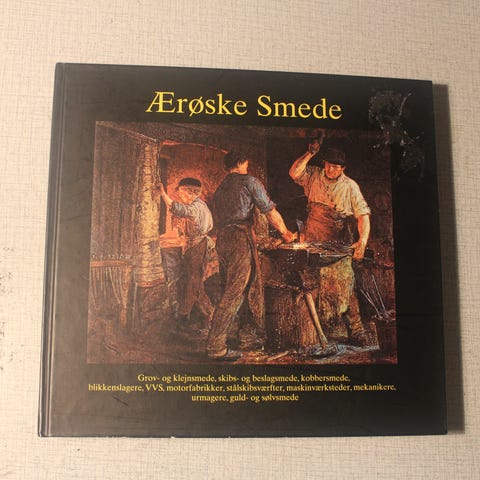 Ærøske Smede
Grov- og klejnsmede, skibs- og beslagsmede, kobbersmede,
blikkenslagere, VVS, motorfabrikker, stålskibsværfter, maskinværksteder, mekanikere,
urmagere, guld- og sølvsmede